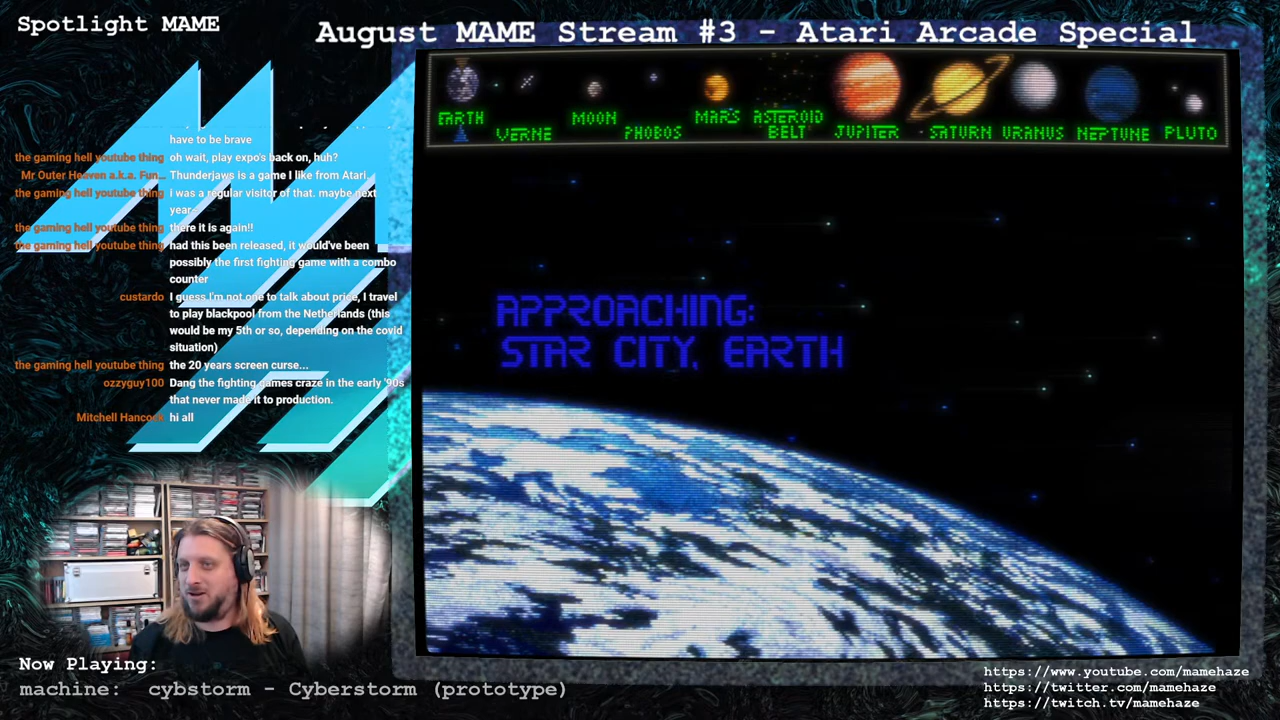 Spotlight MAME
August MAME Stream #3 - Atari Arcade Special
have to be brave
the gaming hell youtube thing oh wait, play expo's back on, huh?
Mr Outer Heaven a.k.a. Fun... Thunderjaws is a game I like from Atari.
the gaming hell youtube thing i was a regular visitor of that. maybe next
year~
the gaming hell youtube thing there it is again!!
the gaming hell youtube thing had this been released, it would've been
possibly the first fighting game with a combo
counter
custardo I guess I'm not one to talk about price, I travel
to play blackpool from the Netherlands (this
would be my 5th or so, depending on the covid
situation)
the gaming hell youtube thing the 20 years screen curse...
ozzyguy100 Dang the fighting games craze in the early '90s
that never made it to production.
Mitchell Hancock hi all
EARTH VERNE MOON PHOBOS MARS ASTEROID BELT JUPITER SATURN URANUS NEPTUNE PLUTO
APPROACHING:
STAR CITY, EARTH
Now Playing:
machine: cybstorm - Cyberstorm (prototype)
https://www.youtube.com/mamehaze
https://twitter.com/mamehaze
https://twitch.tv/mamehaze